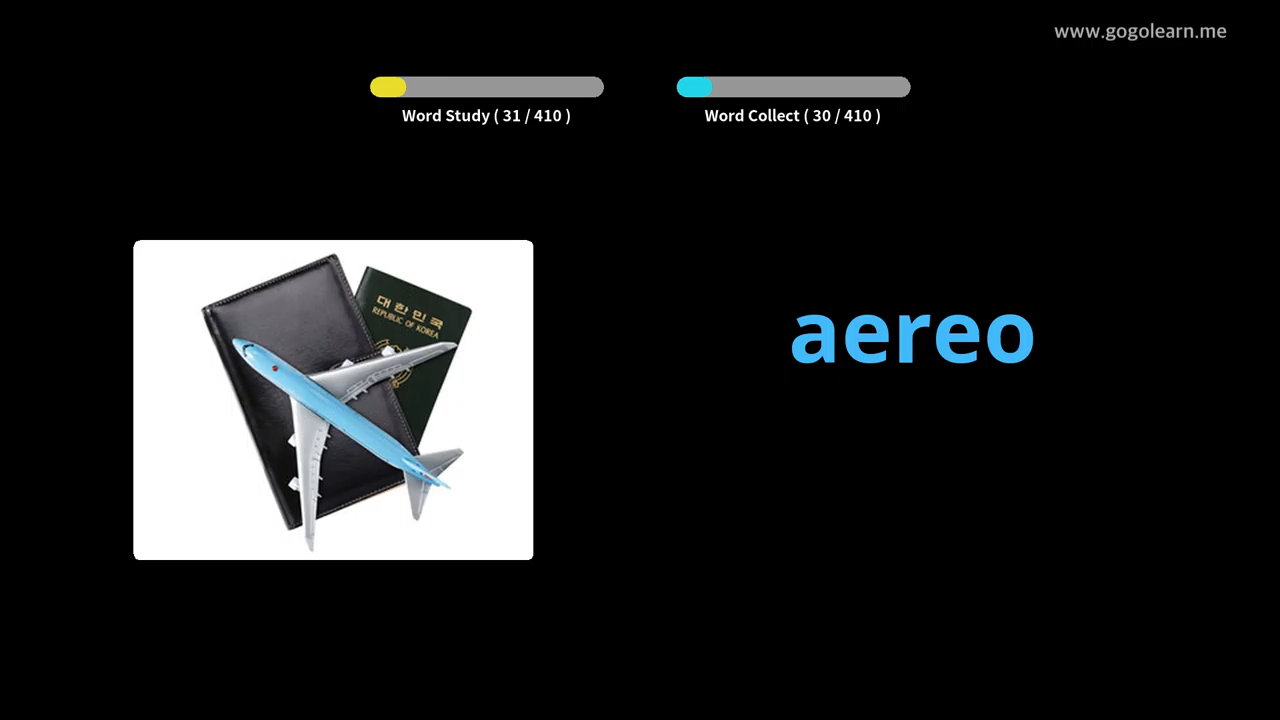 www.gogolearn.me
Word Study ( 31 / 410 )
Word Collect ( 30 / 410 )
대한민국
REPUBLIC OF KOREA
aereo